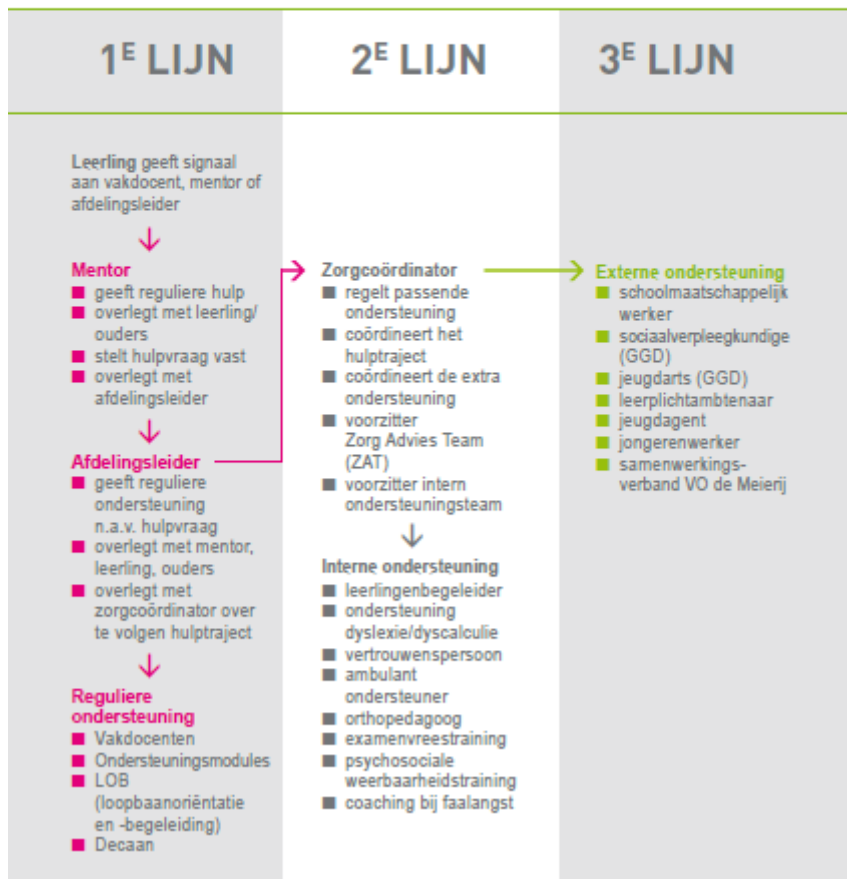 1E LIJN
2E LIJN
3E LIJN
Leerling geeft signaal
aan vakdocent, mentor of
afdelingsleider
Mentor
geeft reguliere hulp
overlegt met leerling/
ouders
stelt hulpvraag vast
overlegt met
afdelingsleider
Afdelingsleider
geeft reguliere
ondersteuning
n.a.v. hulpvraag
overlegt met mentor,
leerling, ouders
overlegt met
zorgcoördinator over
te volgen hulptraject
Reguliere
ondersteuning
Vakdocenten
Ondersteuningsmodules
LOB
(loopbaanoriëntatie
en -begeleiding)
Decaan
Zorgcoördinator
regelt passende
ondersteuning
coördineert het
hulptraject
coördineert de extra
ondersteuning
voorzitter
Zorg Advies Team
(ZAT)
voorzitter intern
ondersteuningsteam
Interne ondersteuning
leerlingenbegeleider
ondersteuning
dyslexie/dyscalculie
vertrouwenspersoon
ambulant
ondersteuner
orthopedagoog
examenvreestraining
psychosociale
weerbaarheidstraining
coaching bij faalangst
Externe ondersteuning
schoolmaatschappelijk
werker
sociaalverpleegkundige
(GGD)
jeugdarts (GGD)
leerplichtambtenaar
jeugdagent
jongerenwerker
samenwerkings-
verband VO de Meierij